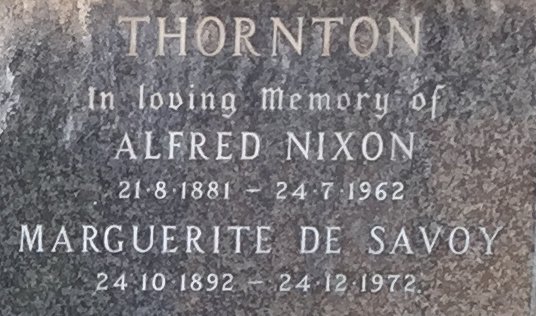 THORNTON
In loving Memory of
ALFRED NIXON
21·8·1881 – 24·7·1962
MARGUERITE DE SAVOY
24·10·1892 – 24·12·1972